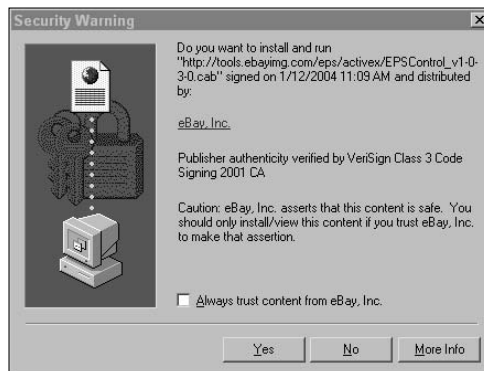 Security Warning
Do you want to install and run
"http://tools.ebayimg.com/eps/activex/EPSControl_v1-0-
3-0.cab" signed on 1/12/2004 11:09 AM and distributed
by:
eBay, Inc.
Publisher authenticity verified by VeriSign Class 3 Code
Signing 2001 CA
Caution: eBay, Inc. asserts that this content is safe. You
should only install/view this content if you trust eBay, Inc.
to make that assertion.
Always trust content from eBay, Inc.
Yes No More Info